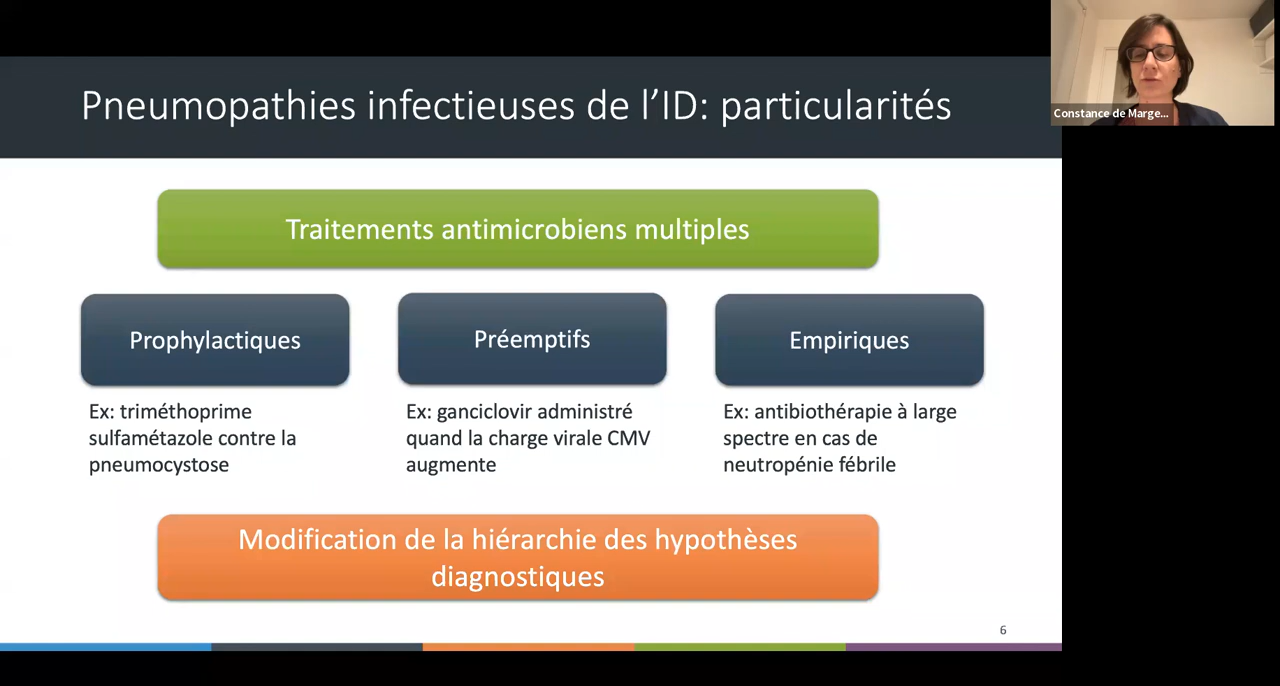 Pneumopathies infectieuses de l’ID: particularités
Constance de Marge...
Traitements antimicrobiens multiples
Prophylactiques
Préemptifs
Empiriques
Ex: triméthoprime
sulfamétazole contre la
pneumocystose
Ex: ganciclovir administré
quand la charge virale CMV
augmente
Ex: antibiothérapie à large
spectre en cas de
neutropénie fébrile
Modification de la hiérarchie des hypothèses
diagnostiques
6